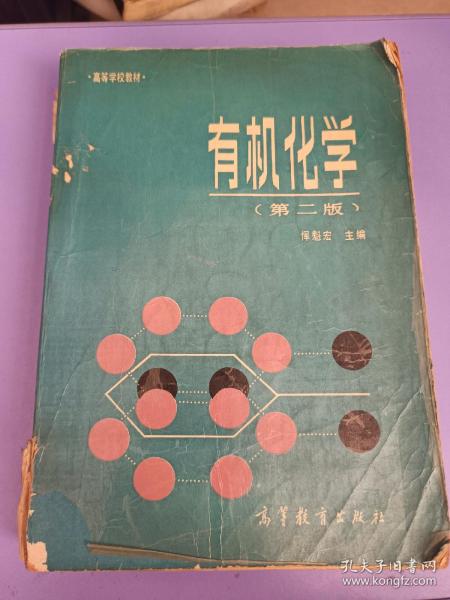 ·高等学校教材·
有机化学
(第二版)
恽魁宏 主编
高等教育出版社
孔夫子旧书网
www.kongfz.com